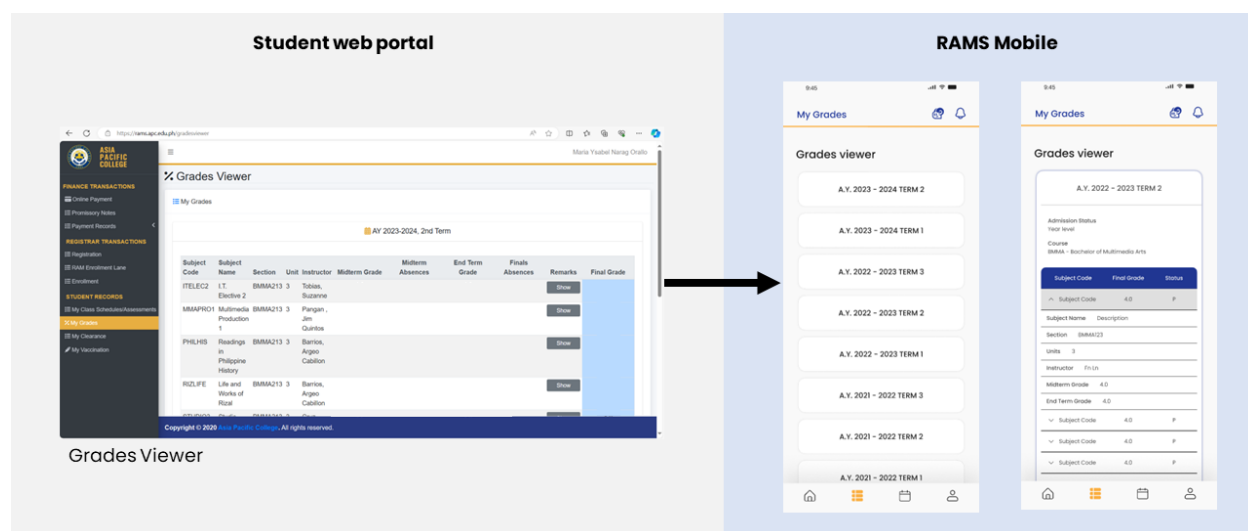 Student web portal
RAMS Mobile
https://rams.apc.edu.ph/gradesviewer
ASIA
PACIFIC
COLLEGE
Maria Ysabel Narag Orallo
FINANCE TRANSACTIONS
Online Payment
Promissory Notes
Payment Records
REGISTRAR TRANSACTIONS
Registration
RAM Enrolment Lane
Enrollment
STUDENT RECORDS
My Class Schedules/Assessments
My Grades
My Clearance
My Vaccination
Grades Viewer
My Grades
AY 2023-2024, 2nd Term
Subject Code Subject Name Section Unit Instructor Midterm Grade Midterm Absences End Term Grade Finals Absences Remarks Final Grade
ITELEC2 I.T. Elective 2 BMMA213 3 Tobias, Suzanne Show
MMAPRO1 Multimedia Production 1 BMMA213 3 Pangan , Jim Quintos Show
PHILHIS Readings in Philippine History BMMA213 3 Barrios, Argeo Cabillon Show
RIZLIFE Life and Works of Rizal BMMA213 3 Barrios, Argeo Cabillon Show
Copyright © 2020 Asia Pacific College. All rights reserved.
Grades Viewer
9:45
My Grades
Grades viewer
A.Y. 2023 - 2024 TERM 2
A.Y. 2023 - 2024 TERM 1
A.Y. 2022 - 2023 TERM 3
A.Y. 2022 - 2023 TERM 2
A.Y. 2022 - 2023 TERM 1
A.Y. 2021 - 2022 TERM 3
A.Y. 2021 - 2022 TERM 2
A.Y. 2021 - 2022 TERM 1
9:45
My Grades
Grades viewer
A.Y. 2022 - 2023 TERM 2
Admission Status
Year level
Course
BMMA - Bachelor of Multimedia Arts
Subject Code Final Grade Status
Subject Code 4.0 P
Subject Name Description
Section BMMA123
Units 3
Instructor Fn Ln
Midterm Grade 4.0
End Term Grade 4.0
Subject Code 4.0 P
Subject Code 4.0 P
Subject Code 4.0 P